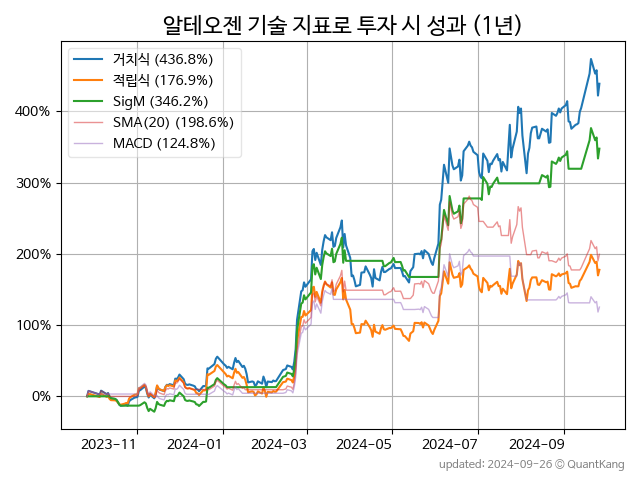 알테오젠 기술 지표로 투자 시 성과 (1년)
거치식 (436.8%)
적립식 (176.9%)
SigM (346.2%)
SMA(20) (198.6%)
MACD (124.8%)
400%
300%
200%
100%
0%
2023-11 2024-01 2024-03 2024-05 2024-07 2024-09
updated: 2024-09-26 © QuantKang